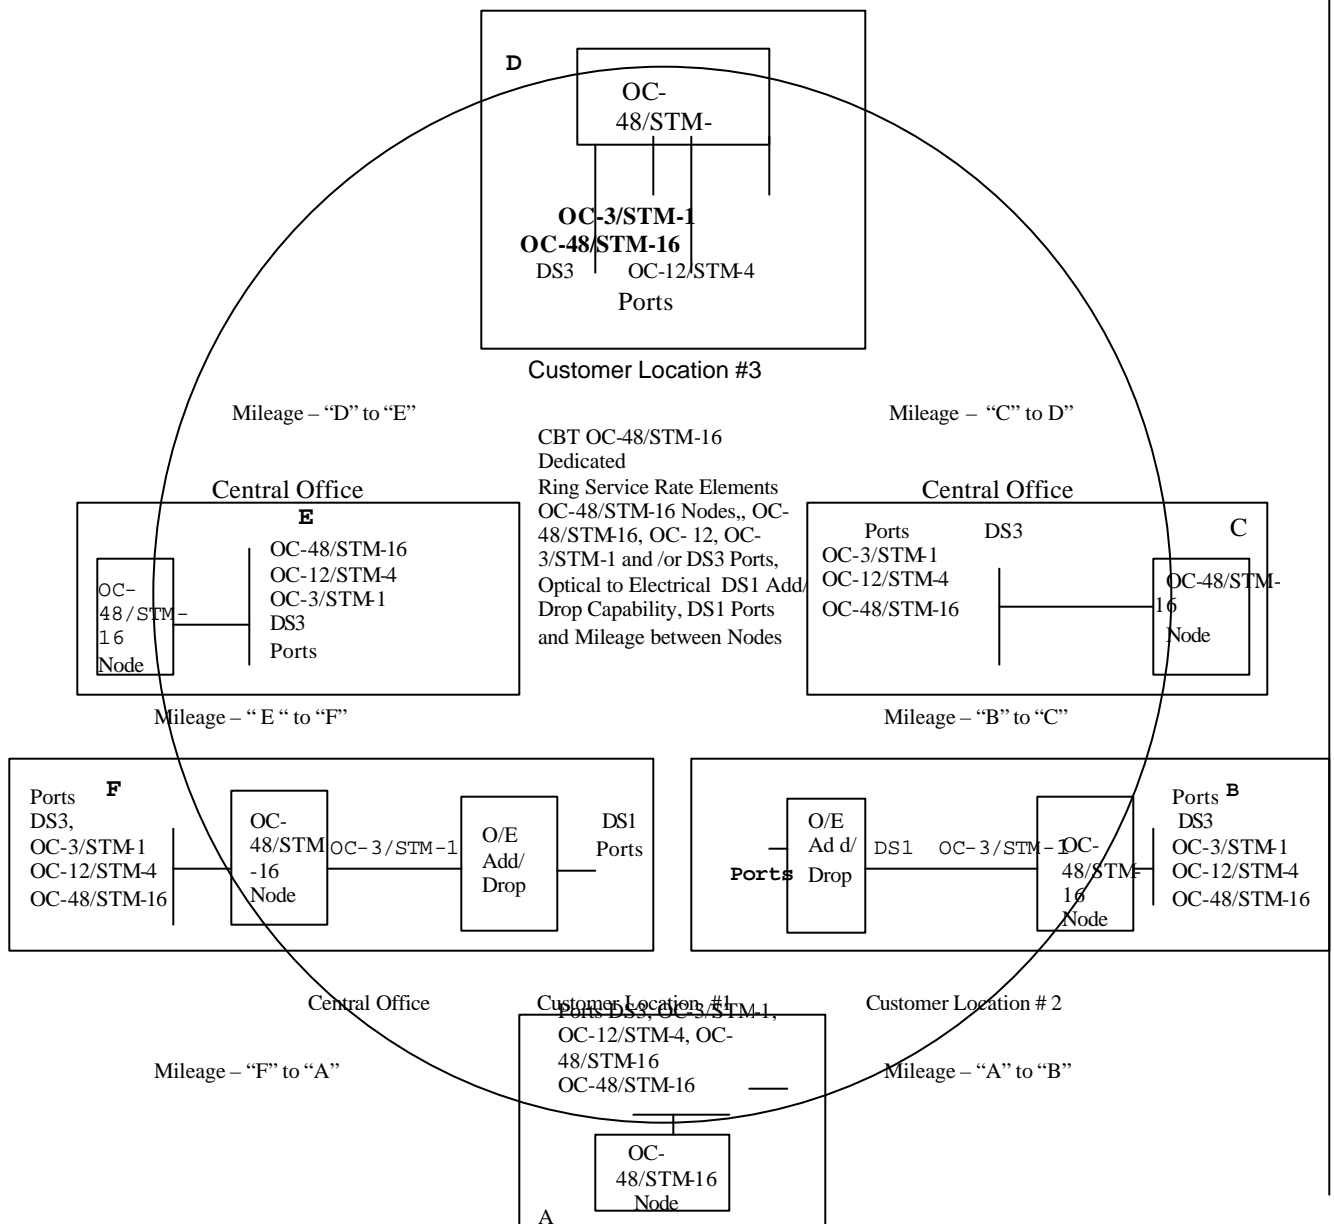 D
OC-
48/STM-
OC-3/STM-1
OC-48/STM-16
DS3 OC-12/STM-4
Ports
Customer Location #3
Mileage – “D” to “E”
Mileage – “C” to D”
CBT OC-48/STM-16
Dedicated
Ring Service Rate Elements
OC-48/STM-16 Nodes,, OC-
48/STM-16, OC- 12, OC-
3/STM-1 and /or DS3 Ports,
Optical to Electrical DS1 Add/
Drop Capability, DS1 Ports
and Mileage between Nodes
Central Office
E
OC-48/STM-16
OC-12/STM-4
OC-3/STM-1
DS3
Ports
OC-
48/STM-
16
Node
Central Office
Ports DS3
C
OC-3/STM-1
OC-12/STM-4
OC-48/STM-16
OC-48/STM-
16
Node
Mileage – “ E “ to “F”
Mileage – “B” to “C”
Ports F
DS3,
OC-3/STM-1
OC-12/STM-4
OC-48/STM-16
OC-
48/STM
-16
Node
OC-3/STM-1
O/E
Add/
Drop
DS1
Ports
Ports
O/E
Ad d/
Drop
DS1 OC-3/STM-1
OC-
48/STM-
16
Node
Ports B
DS3
OC-3/STM-1
OC-12/STM-4
OC-48/STM-16
Central Office
Customer Location #1
Customer Location # 2
Ports DS3, OC-3/STM-1,
OC-12/STM-4, OC-
48/STM-16
OC-48/STM-16
Mileage – “F” to “A”
Mileage – “A” to “B”
OC-
48/STM-16
Node
A